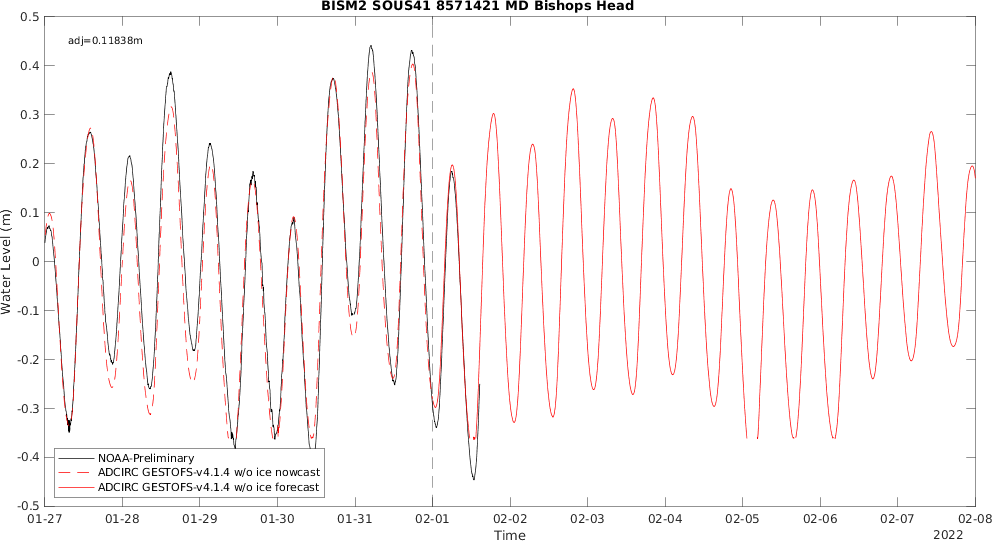 BISM2 SOUS41 8571421 MD Bishops Head
adj=0.11838m
0.5
0.4
0.3
0.2
0.1
0
-0.1
-0.2
-0.3
-0.4
-0.5
Water Level (m)
NOAA-Preliminary
ADCIRC GESTOFS-v4.1.4 w/o ice nowcast
ADCIRC GESTOFS-v4.1.4 w/o ice forecast
01-27 01-28 01-29 01-30 01-31 02-01 02-02 02-03 02-04 02-05 02-06 02-07 02-08
Time
2022